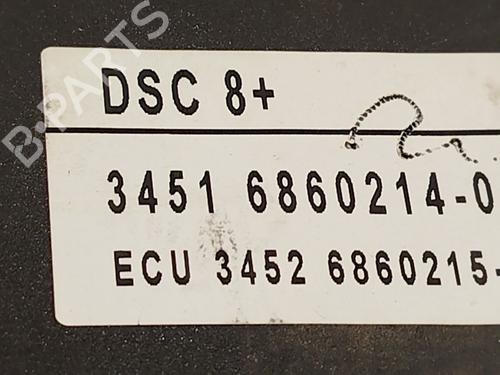 B-PARTS
DSC 8+
3451 6860214-0
ECU 3452 6860215-